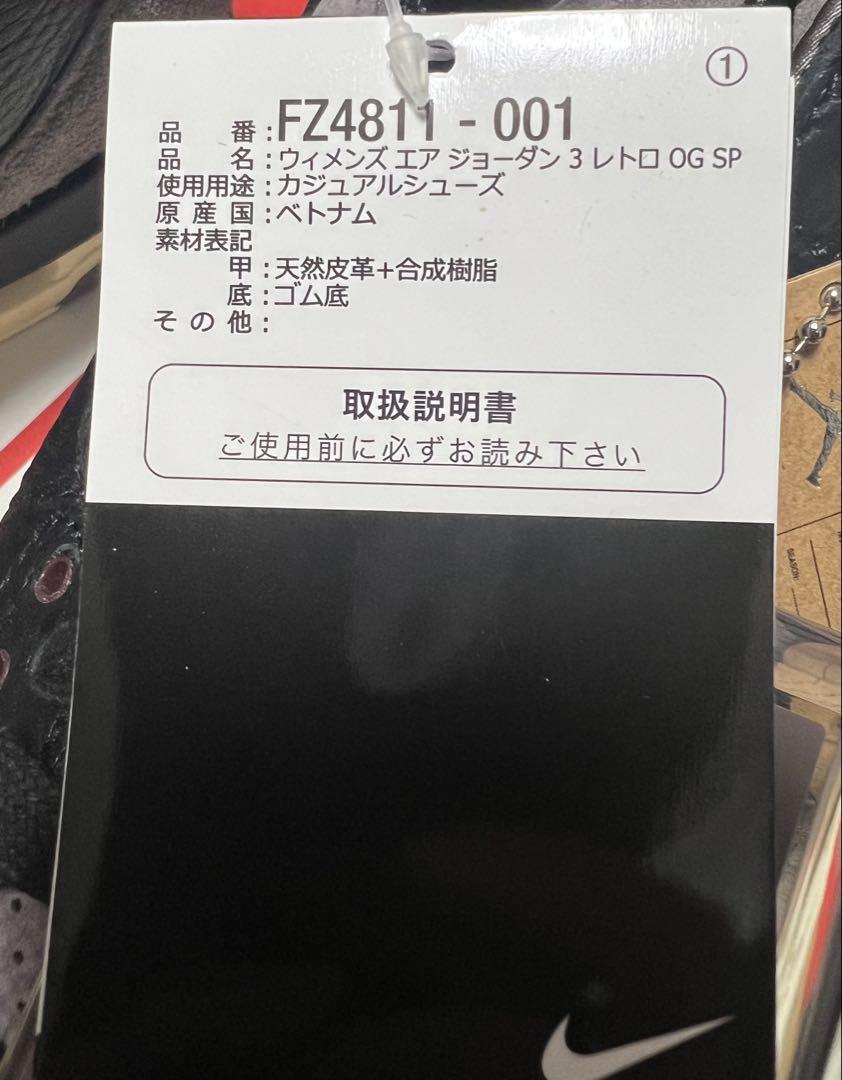 ①
品 番:FZ4811 - 001
品 名:ウィメンズ エア ジョーダン 3 レトロ OG SP
使用用途:カジュアルシューズ
原 産 国:ベトナム
素材表記
甲:天然皮革+合成樹脂
底:ゴム底
そ の 他:
取扱説明書
ご使用前に必ずお読み下さい
SEASON: